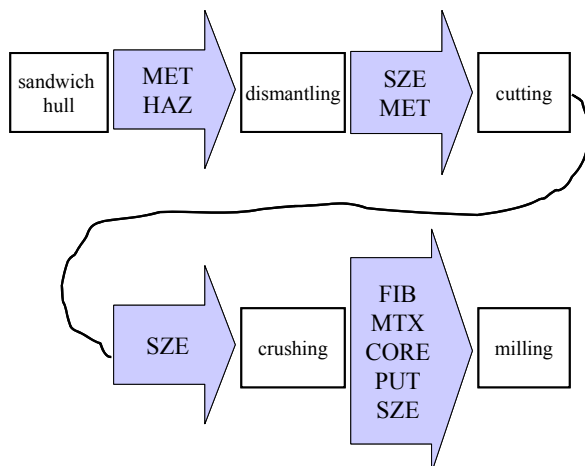 sandwich
hull
MET
HAZ
dismantling
SZE
MET
cutting
SZE
crushing
FIB
MTX
CORE
PUT
SZE
milling